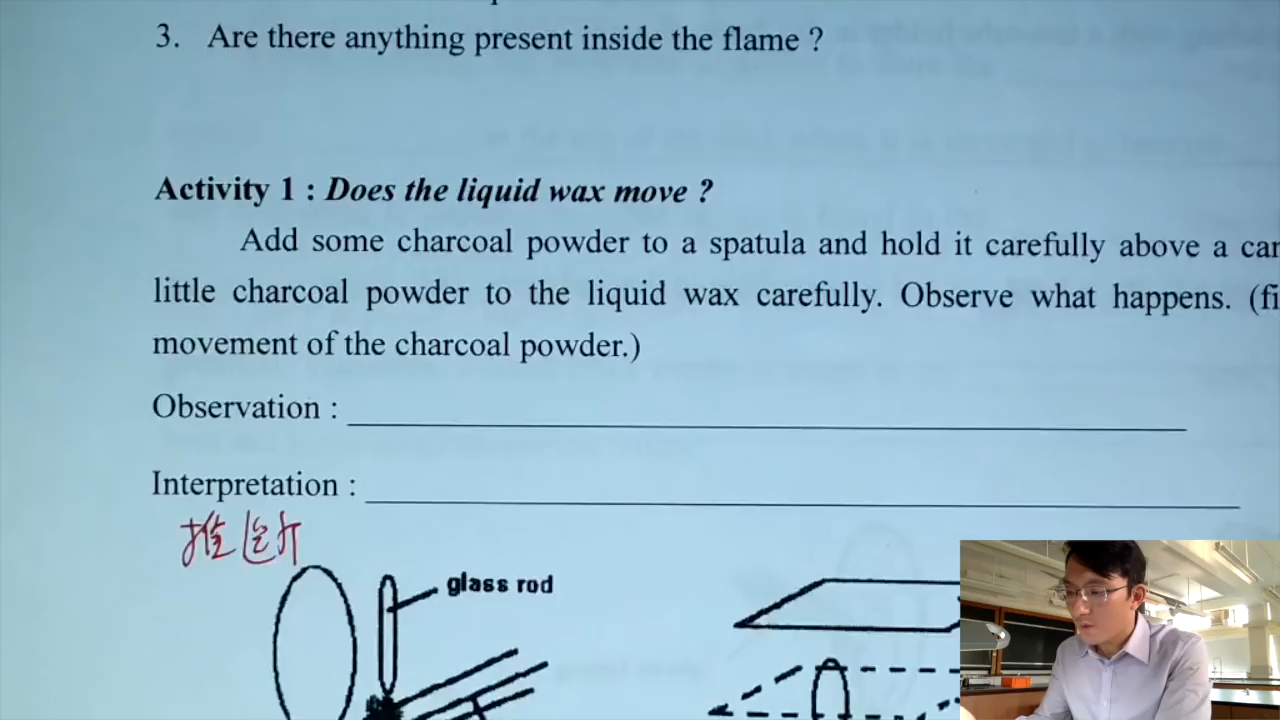 3. Are there anything present inside the flame ?
Activity 1 : Does the liquid wax move ?
Add some charcoal powder to a spatula and hold it carefully above a can
little charcoal powder to the liquid wax carefully. Observe what happens. (fi
movement of the charcoal powder.)
Observation :
Interpretation :
推断
glass rod